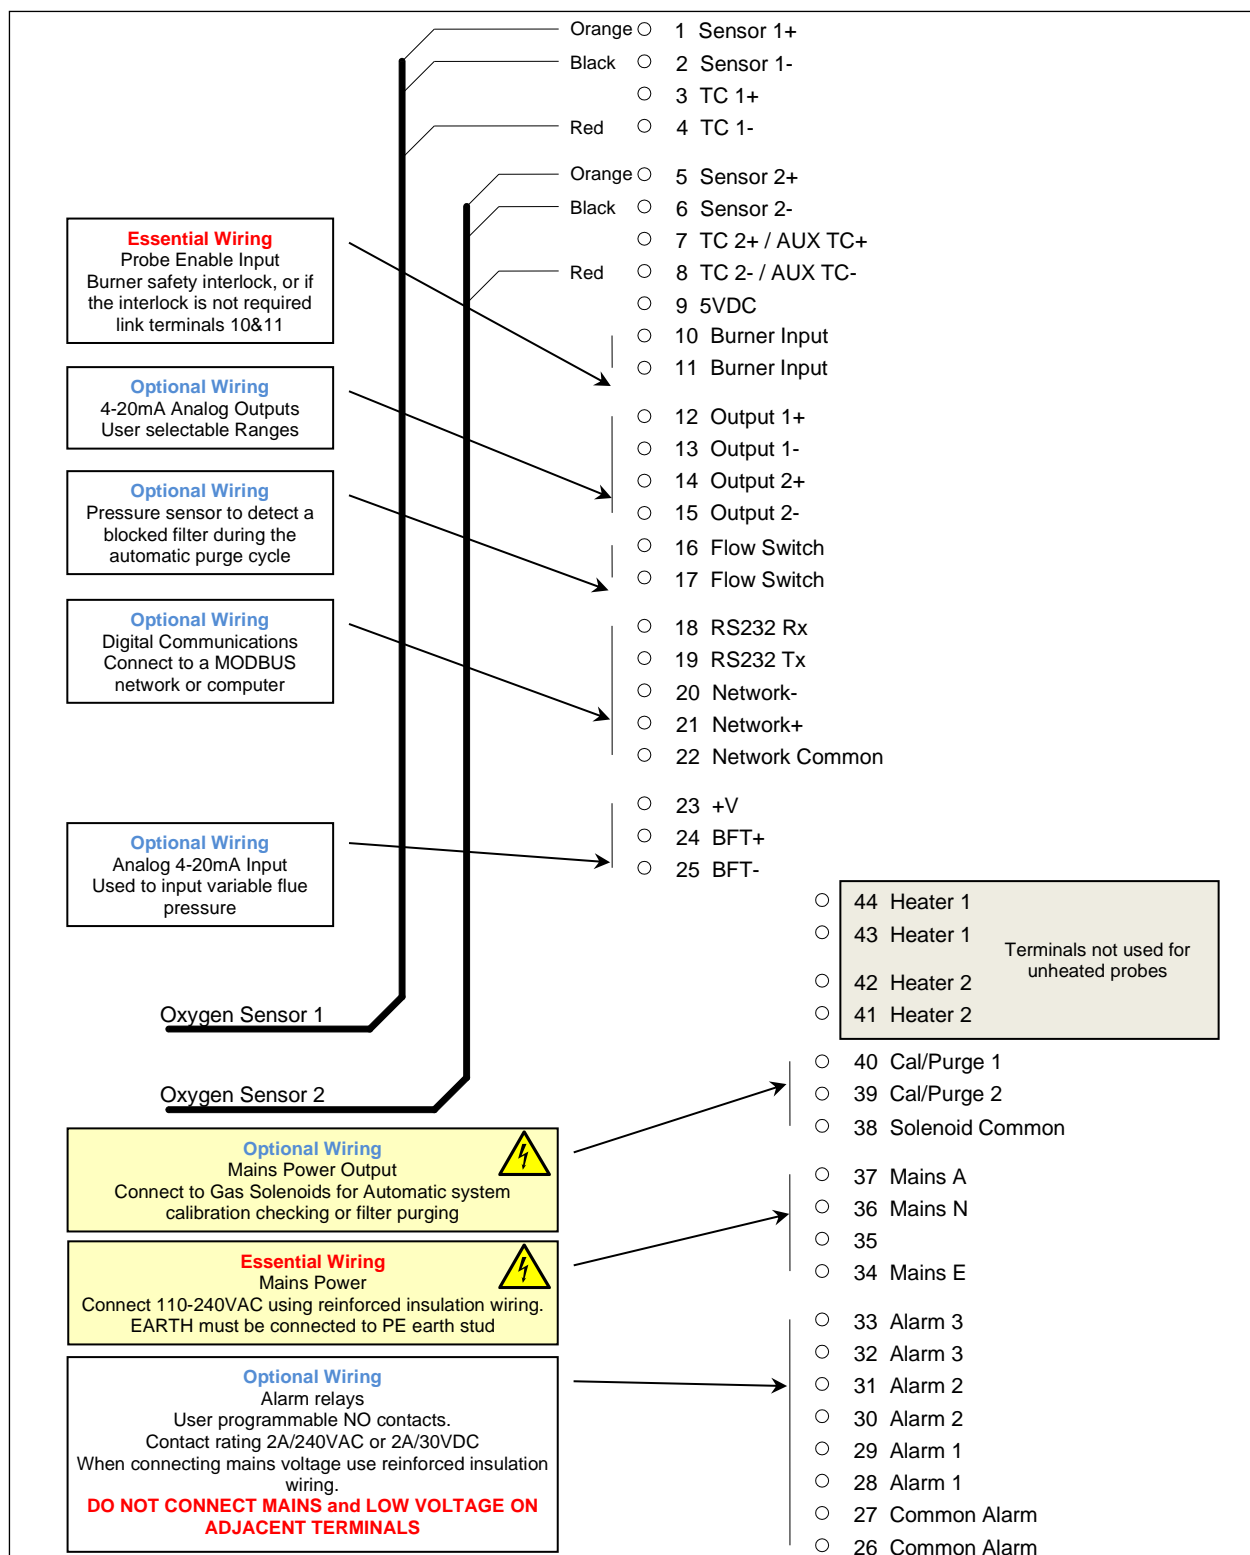 Orange 1 Sensor 1+
Black 2 Sensor 1-
3 TC 1+
Red 4 TC 1-
Orange 5 Sensor 2+
Black 6 Sensor 2-
7 TC 2+ / AUX TC+
Red 8 TC 2- / AUX TC-
9 5VDC
10 Burner Input
11 Burner Input
12 Output 1+
13 Output 1-
14 Output 2+
15 Output 2-
16 Flow Switch
17 Flow Switch
18 RS232 Rx
19 RS232 Tx
20 Network-
21 Network+
22 Network Common
23 +V
24 BFT+
25 BFT-
Essential Wiring
Probe Enable Input
Burner safety interlock, or if
the interlock is not required
link terminals 10&11
Optional Wiring
4-20mA Analog Outputs
User selectable Ranges
Optional Wiring
Pressure sensor to detect a
blocked filter during the
automatic purge cycle
Optional Wiring
Digital Communications
Connect to a MODBUS
network or computer
Optional Wiring
Analog 4-20mA Input
Used to input variable flue
pressure
Oxygen Sensor 1
Oxygen Sensor 2
44 Heater 1
43 Heater 1
42 Heater 2
41 Heater 2
Terminals not used for
unheated probes
40 Cal/Purge 1
39 Cal/Purge 2
38 Solenoid Common
37 Mains A
36 Mains N
35
34 Mains E
33 Alarm 3
32 Alarm 3
31 Alarm 2
30 Alarm 2
29 Alarm 1
28 Alarm 1
27 Common Alarm
26 Common Alarm
Optional Wiring
Mains Power Output
Connect to Gas Solenoids for Automatic system
calibration checking or filter purging
Essential Wiring
Mains Power
Connect 110-240VAC using reinforced insulation wiring.
EARTH must be connected to PE earth stud
Optional Wiring
Alarm relays
User programmable NO contacts.
Contact rating 2A/240VAC or 2A/30VDC
When connecting mains voltage use reinforced insulation
wiring.
DO NOT CONNECT MAINS and LOW VOLTAGE ON
ADJACENT TERMINALS